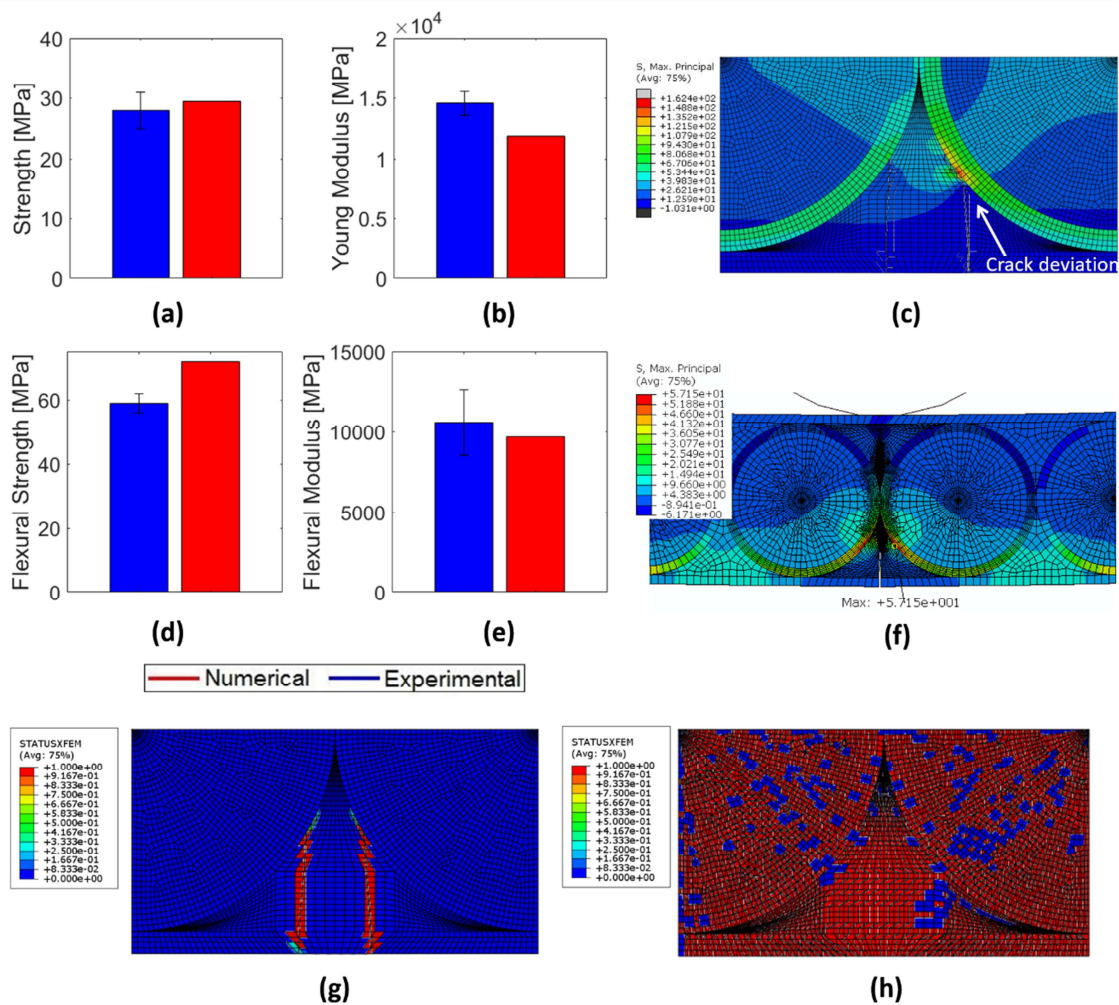 Strength [MPa]
40
30
20
10
0
(a)
Young Modulus [MPa]
×10⁴
2
1.5
1
0.5
0
(b)
S, Max. Principal
(Avg: 75%)
+1.624e+02
+1.488e+02
+1.352e+02
+1.215e+02
+1.079e+02
+9.430e+01
+8.068e+01
+6.706e+01
+5.344e+01
+3.983e+01
+2.621e+01
+1.259e+01
-1.031e+00
Crack deviation
(c)
Flexural Strength [MPa]
60
40
20
0
(d)
Flexural Modulus [MPa]
15000
10000
5000
0
(e)
S, Max. Principal
(Avg: 75%)
+5.715e+01
+5.188e+01
+4.660e+01
+4.132e+01
+3.605e+01
+3.077e+01
+2.549e+01
+2.021e+01
+1.494e+01
+9.660e+00
+4.383e+00
-8.941e-01
-6.171e+00
Max: +5.715e+001
(f)
Numerical
Experimental
STATUSXFEM
(Avg: 75%)
+1.000e+00
+9.167e-01
+8.333e-01
+7.500e-01
+6.667e-01
+5.833e-01
+5.000e-01
+4.167e-01
+3.333e-01
+2.500e-01
+1.667e-01
+8.333e-02
+0.000e+00
(g)
STATUSXFEM
(Avg: 75%)
+1.000e+00
+9.167e-01
+8.333e-01
+7.500e-01
+6.667e-01
+5.833e-01
+5.000e-01
+4.167e-01
+3.333e-01
+2.500e-01
+1.667e-01
+8.333e-02
+0.000e+00
(h)